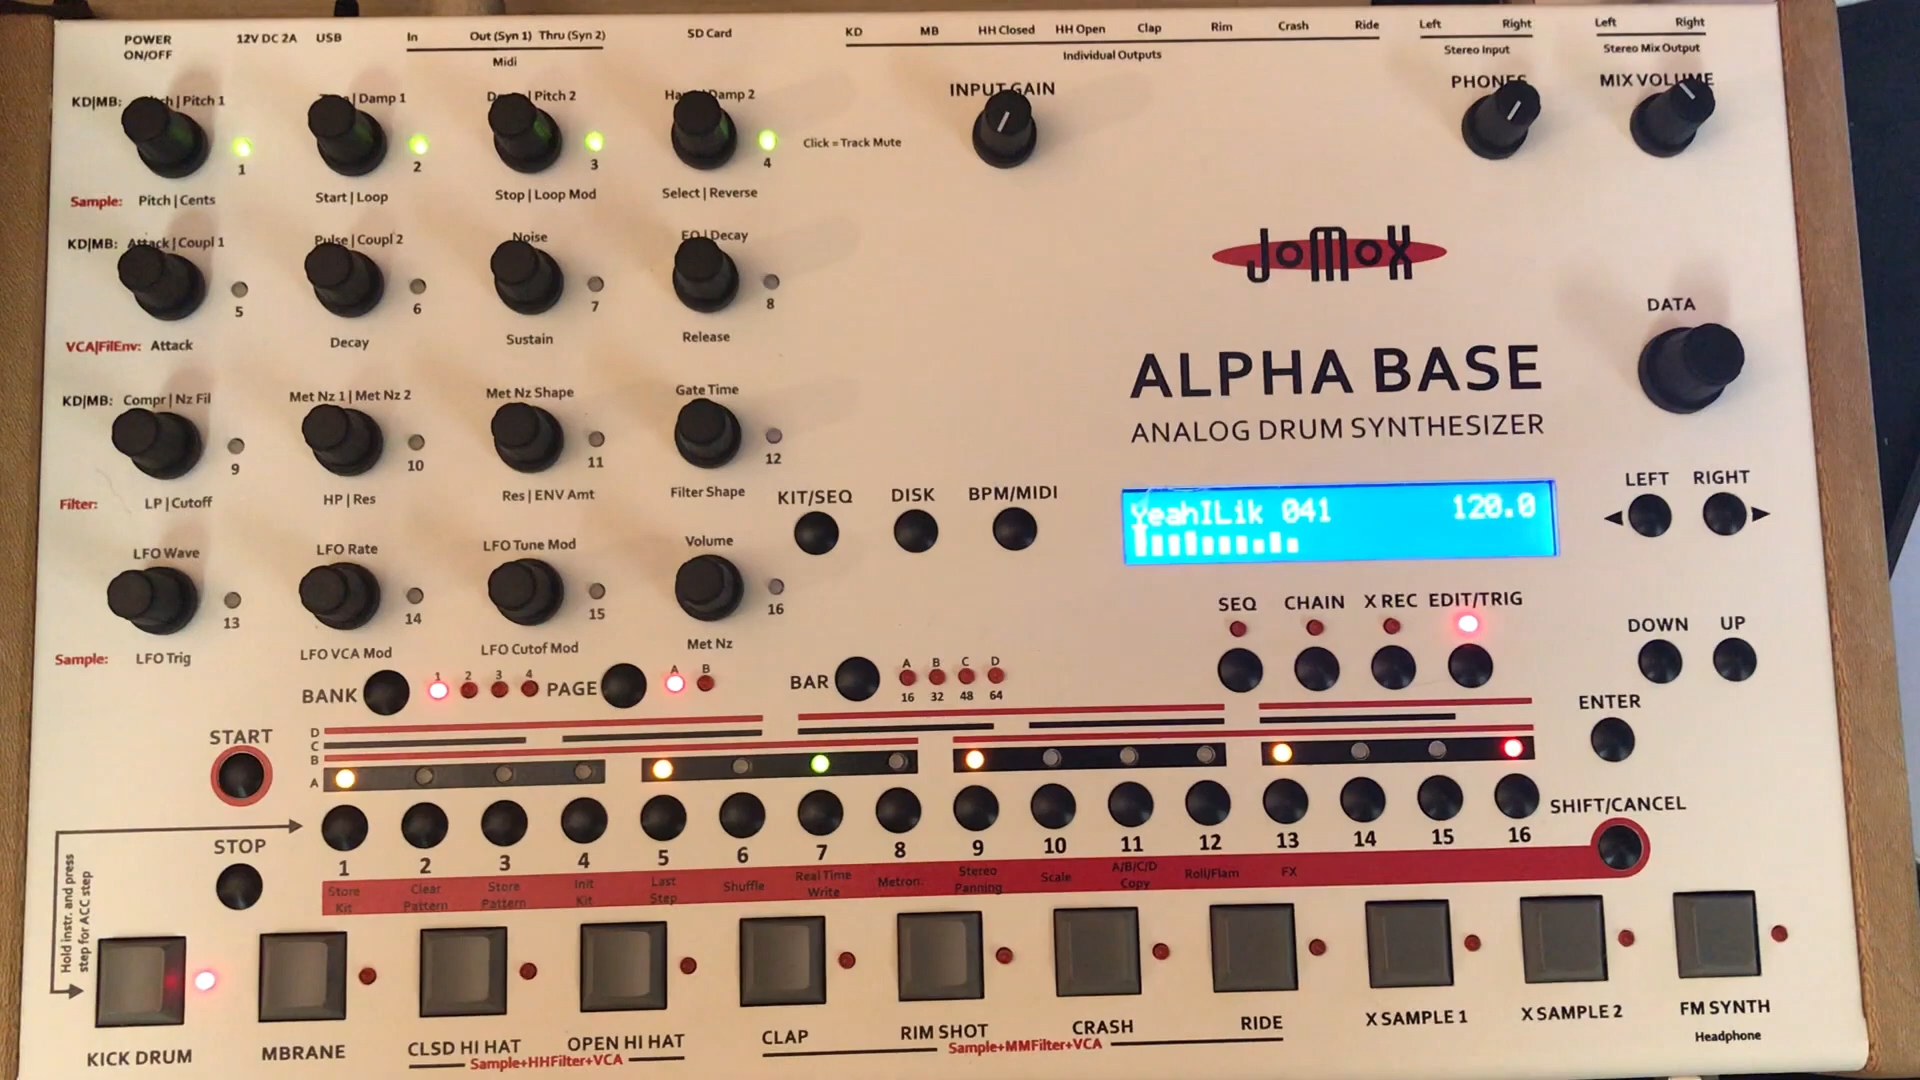 POWER ON/OFF
12V DC 2A USB In Out (Syn 1) Thru (Syn 2) SD Card
Midi
KD MB HH Closed HH Open Clap Rim Crash Ride
Individual Outputs
Left Right
Stereo Input
Left Right
Stereo Mix Output
INPUT GAIN PHONES MIX VOLUME
KD|MB: | Pitch 1 | Damp 1 | Pitch 2 | Damp 2
1 2 3 4
Click = Track Mute
Sample: Pitch | Cents Start | Loop Stop | Loop Mod Select | Reverse
KD|MB: Attack | Coupl 1 Pulse | Coupl 2 Noise EQ | Decay
5 6 7 8
VCA|FilEnv: Attack Decay Sustain Release
JoMoX
DATA
ALPHA BASE
ANALOG DRUM SYNTHESIZER
KD|MB: Compr | Nz Fil Met Nz 1 | Met Nz 2 Met Nz Shape Gate Time
9 10 11 12
Filter: LP | Cutoff HP | Res Res | ENV Amt Filter Shape
KIT/SEQ DISK BPM/MIDI
LEFT RIGHT
YeahILik 041 120.0
LFO Wave LFO Rate LFO Tune Mod Volume
13 14 15 16
Sample: LFO Trig LFO VCA Mod LFO Cutof Mod Met Nz
SEQ CHAIN X REC EDIT/TRIG
DOWN UP
BANK 1 2 3 4 PAGE A B
BAR A B C D
16 32 48 64
ENTER
START
D
C
B
A
SHIFT/CANCEL
STOP
1 2 3 4 5 6 7 8 9 10 11 12 13 14 15 16
Store Kit
Clear Pattern
Store Pattern
Init Kit
Last Step
Shuffle
Real Time Write
Metron.
Stereo Panning
Scale
A/B/C/D Copy
Roll/Flam
FX
Hold instr. and press
step for ACC step
KICK DRUM MBRANE CLSD HI HAT OPEN HI HAT CLAP RIM SHOT CRASH RIDE X SAMPLE 1 X SAMPLE 2 FM SYNTH
Sample+HHFilter+VCA Sample+MMFilter+VCA Headphone